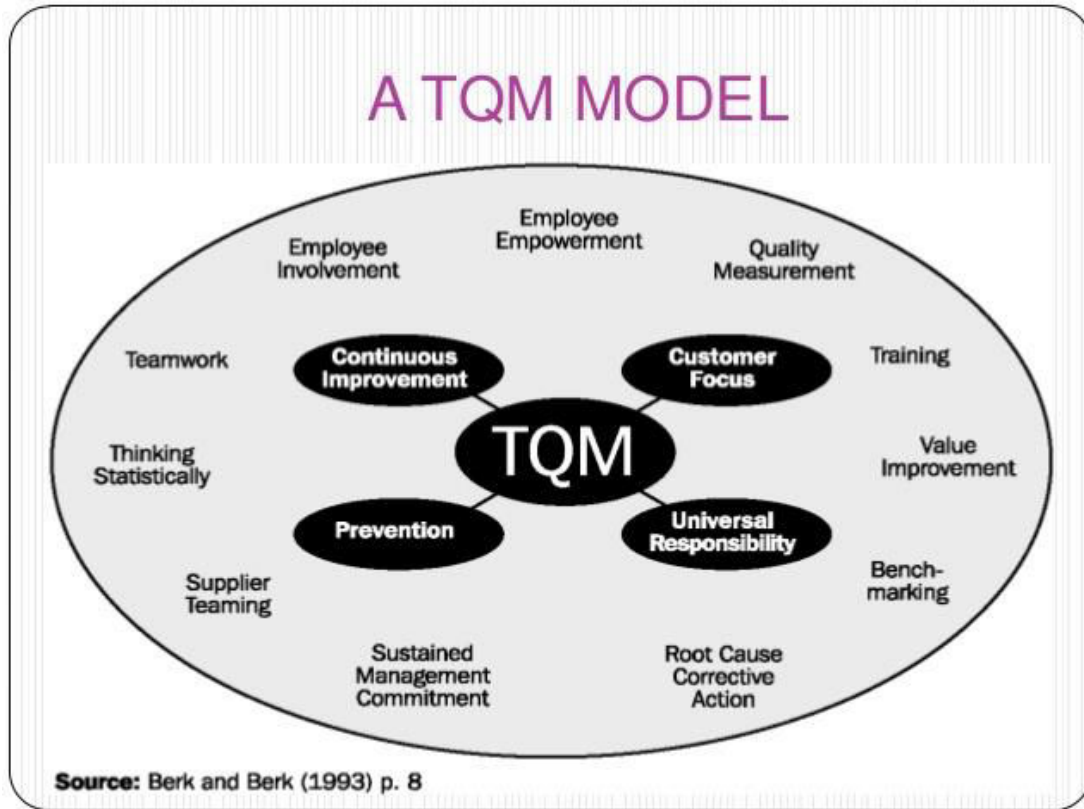 A TQM MODEL
Employee
Empowerment
Employee
Involvement
Quality
Measurement
Teamwork
Continuous
Improvement
Customer
Focus
Training
TQM
Thinking
Statistically
Value
Improvement
Prevention
Universal
Responsibility
Supplier
Teaming
Bench-
marking
Sustained
Management
Commitment
Root Cause
Corrective
Action
Source: Berk and Berk (1993) p. 8